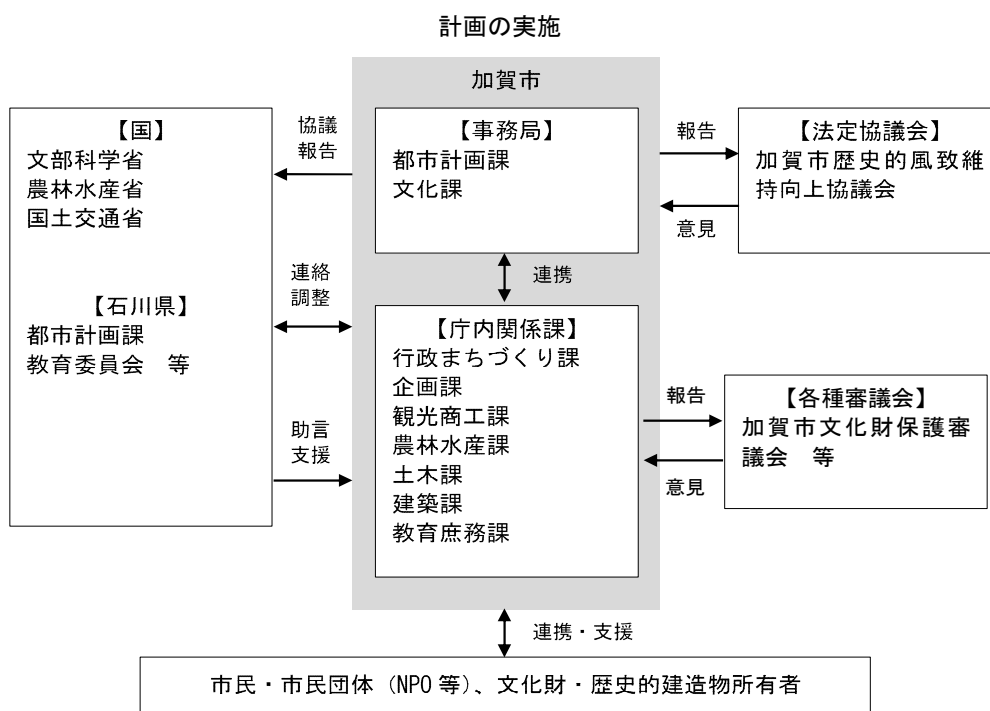 計画の実施
加賀市
【国】
文部科学省
農林水産省
国土交通省
【石川県】
都市計画課
教育委員会　等
協議
報告
連絡
調整
助言
支援
【事務局】
都市計画課
文化課
連携
【庁内関係課】
行政まちづくり課
企画課
観光商工課
農林水産課
土木課
建築課
教育庶務課
報告
意見
【法定協議会】
加賀市歴史的風致維
持向上協議会
報告
意見
【各種審議会】
加賀市文化財保護審
議会　等
連携・支援
市民・市民団体（NPO 等）、文化財・歴史的建造物所有者